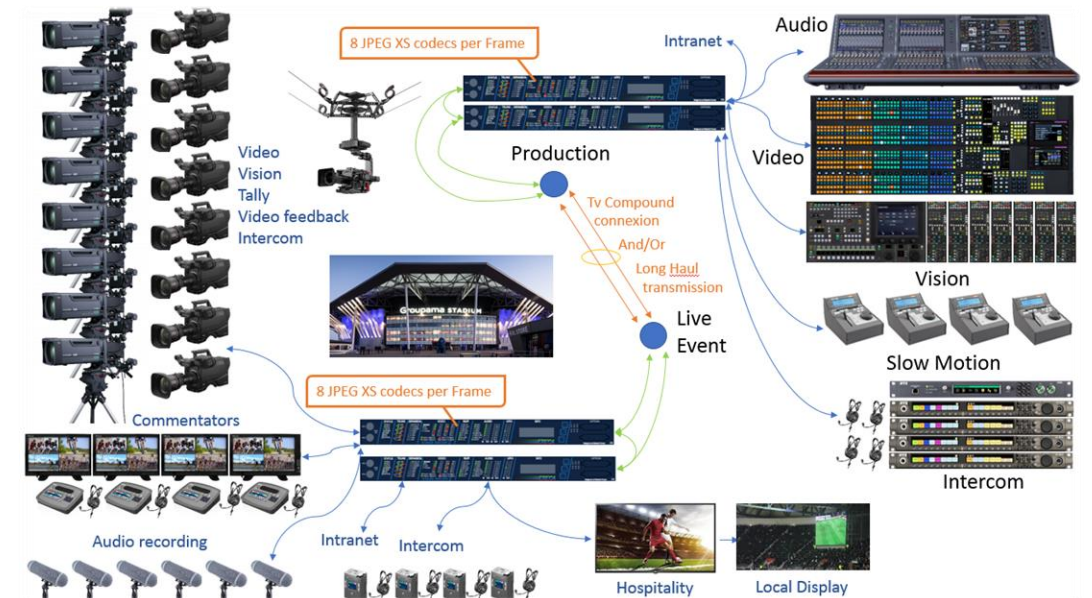 8 JPEG XS codecs per Frame
Intranet
Audio
Video
Vision
Tally
Video feedback
Intercom
Production
Video
Tv Compound
connexion
And/Or
Long Haul
transmission
Vision
Groupama STADIUM
Live
Event
Slow Motion
8 JPEG XS codecs per Frame
Commentators
Intercom
Audio recording
Intranet
Intercom
Hospitality
Local Display